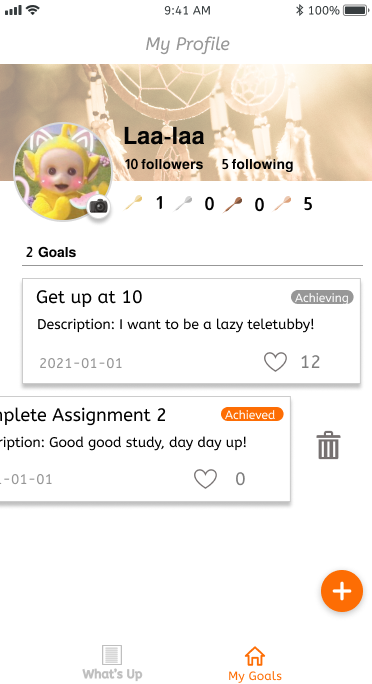 9:41 AM 100%
My Profile
Laa-laa
10 followers 5 following
1 0 0 5
2 Goals
Get up at 10 Achieving
Description: I want to be a lazy teletubby!
2021-01-01 12
mplete Assignment 2 Achieved
ription: Good good study, day day up!
-01-01 0
What's Up My Goals